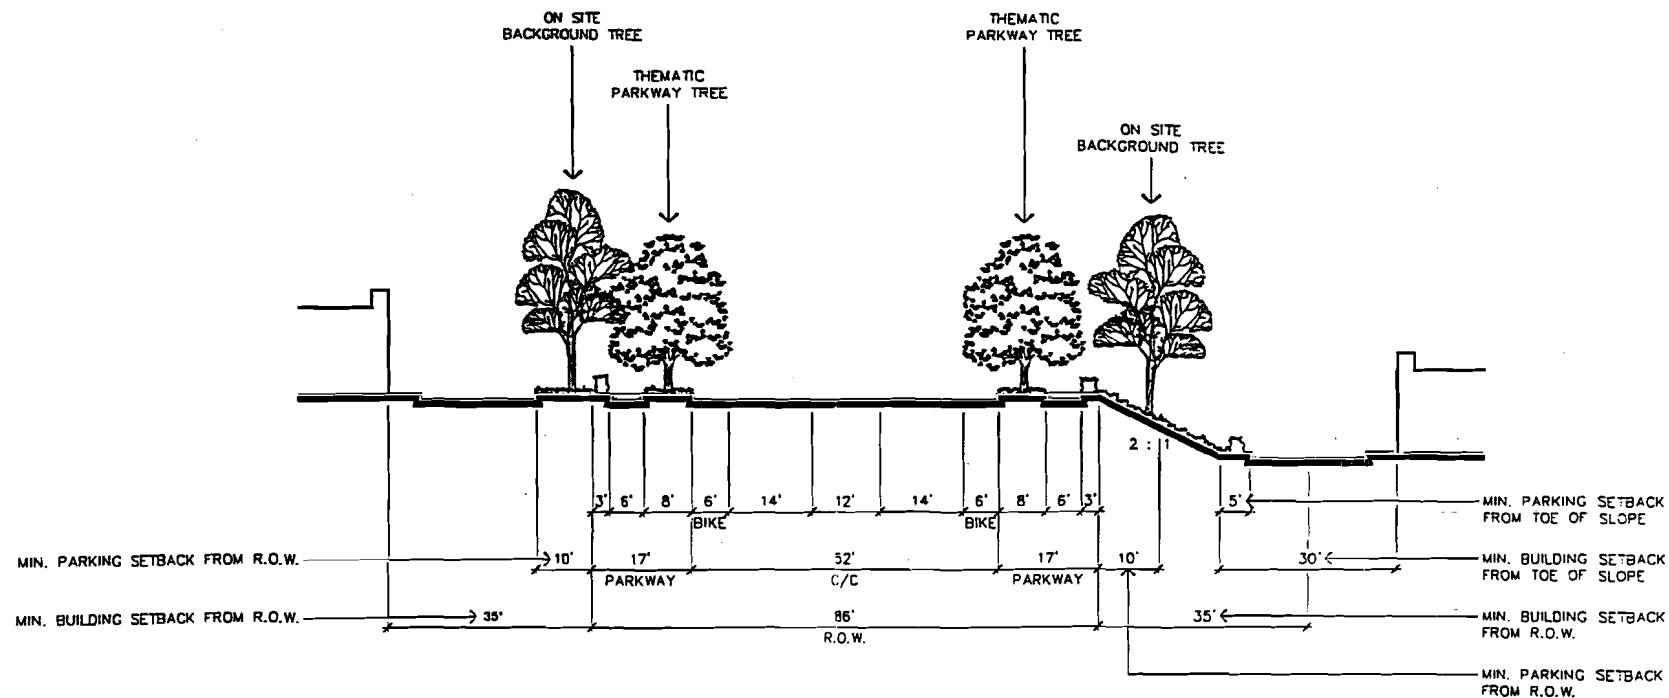 ON SITE
BACKGROUND TREE
THEMATIC
PARKWAY TREE
THEMATIC
PARKWAY TREE
ON SITE
BACKGROUND TREE
2 : 1
3' 6' 8' 6' 14' 12' 14' 6' 8' 6' 3' 5'
BIKE BIKE
MIN. PARKING SETBACK
FROM TOE OF SLOPE
MIN. PARKING SETBACK FROM R.O.W. 10' 17' 52' 17' 10' 30'
PARKWAY C/C PARKWAY
MIN. BUILDING SETBACK
FROM TOE OF SLOPE
MIN. BUILDING SETBACK FROM R.O.W. 35' 86' 35'
R.O.W.
MIN. BUILDING SETBACK
FROM R.O.W.
MIN. PARKING SETBACK
FROM R.O.W.